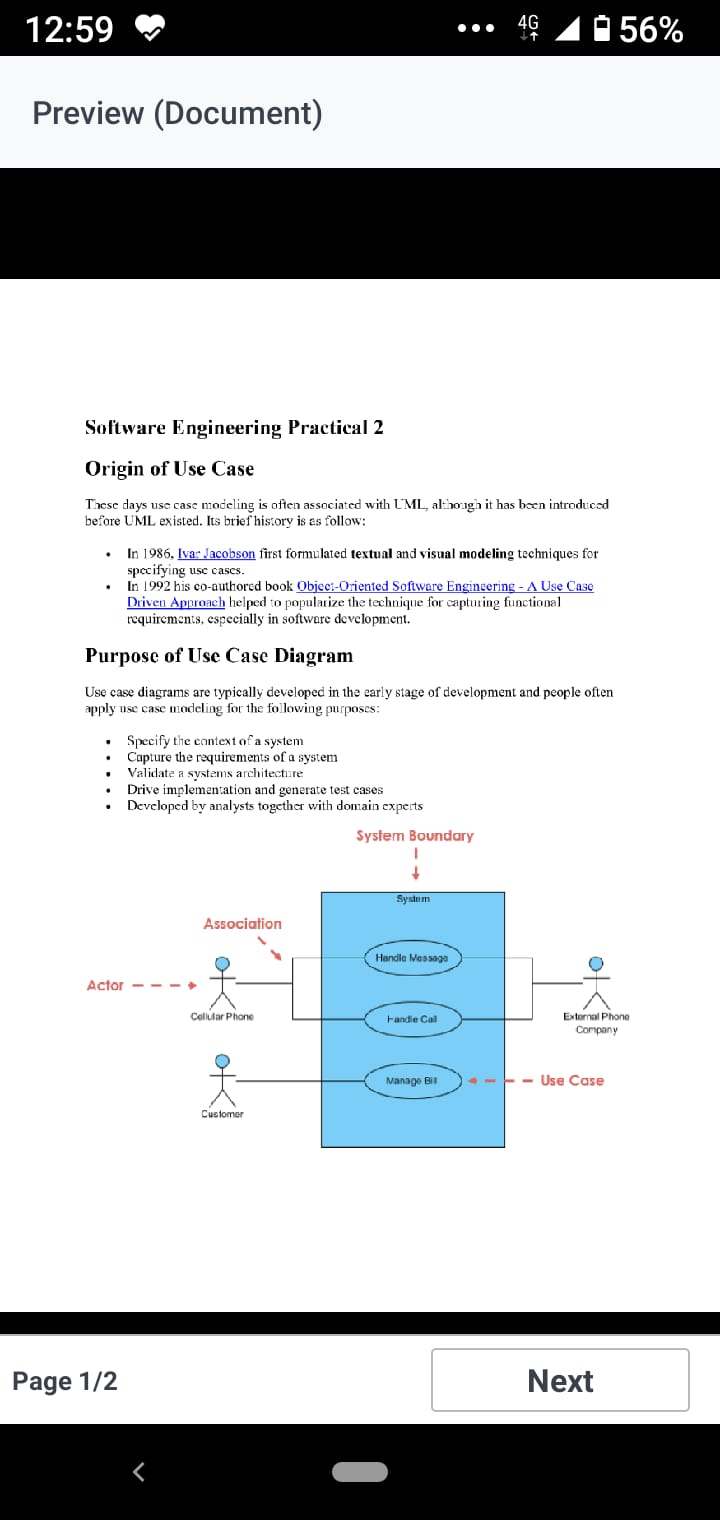 12:59
4G
56%
Preview (Document)
Software Engineering Practical 2
Origin of Use Case
These days use case modeling is often associated with UML, although it has been introduced
before UML existed. Its brief history is as follow:
• In 1986, Ivar Jacobson first formulated textual and visual modeling techniques for
specifying use cases.
• In 1992 his co-authored book Object-Oriented Software Engineering - A Use Case
Driven Approach helped to popularize the technique for capturing functional
requirements, especially in software development.
Purpose of Use Case Diagram
Use case diagrams are typically developed in the early stage of development and people often
apply use case modeling for the following purposes:
• Specify the context of a system
• Capture the requirements of a system
• Validate a systems architecture
• Drive implementation and generate test cases
• Developed by analysts together with domain experts
System Boundary
System
Association
Handle Message
Actor
Cellular Phone
Handle Call
External Phone
Company
Manage Bill
Use Case
Customer
Page 1/2
Next